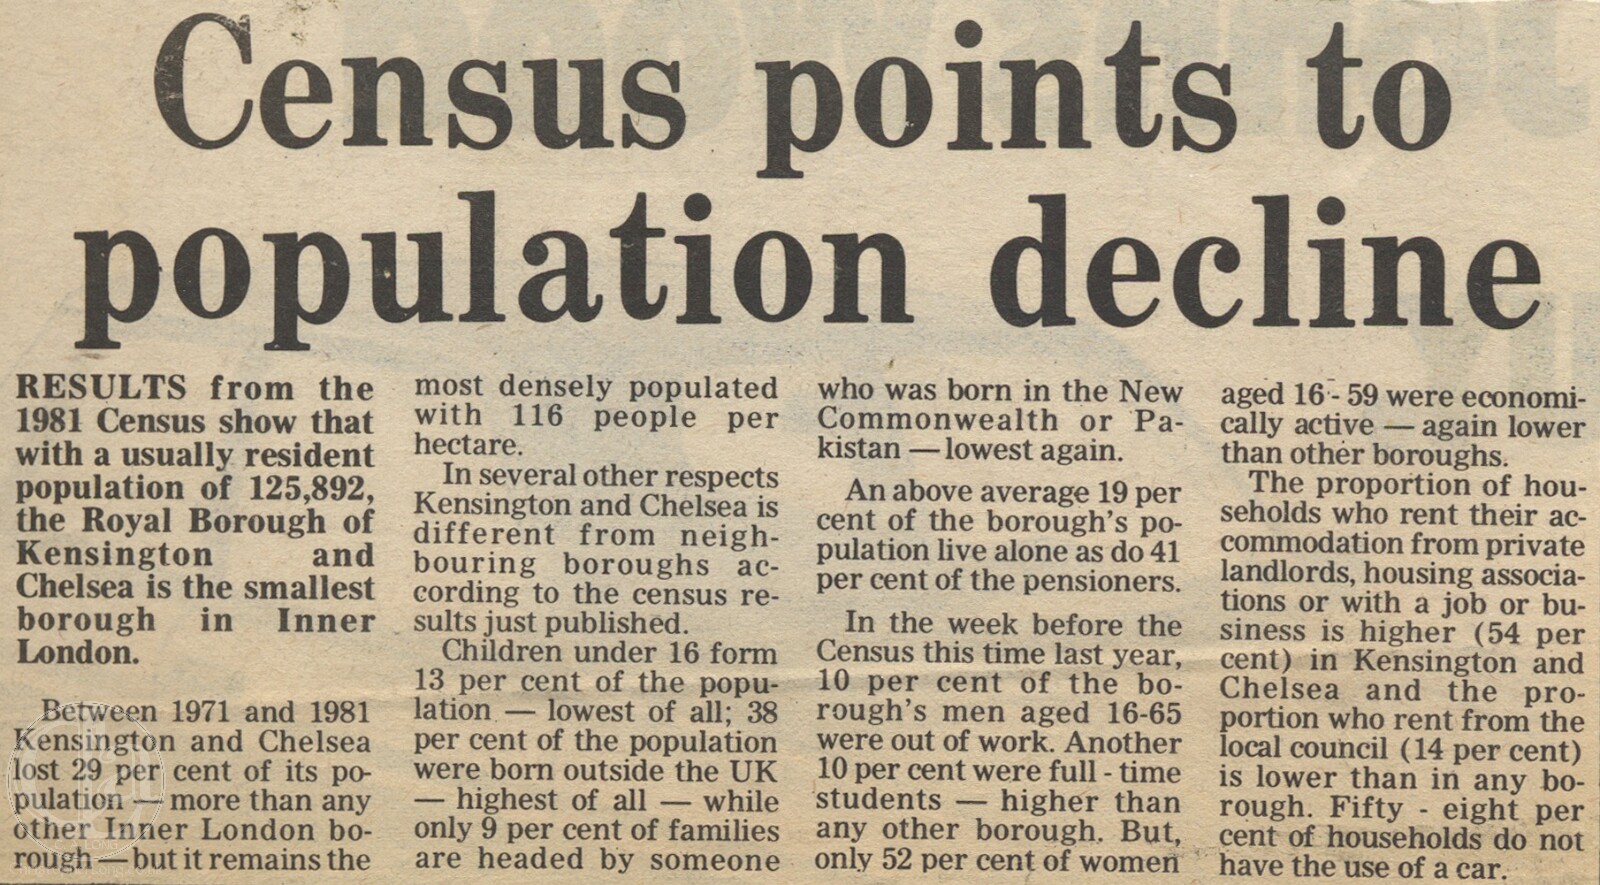 Census points to
population decline
RESULTS from the
1981 Census show that
with a usually resident
population of 125,892,
the Royal Borough of
Kensington and
Chelsea is the smallest
borough in Inner
London.
Between 1971 and 1981
Kensington and Chelsea
lost 29 per cent of its po-
pulation — more than any
other Inner London bo-
rough — but it remains the
most densely populated
with 116 people per
hectare.
In several other respects
Kensington and Chelsea is
different from neigh-
bouring boroughs ac-
cording to the census re-
sults just published.
Children under 16 form
13 per cent of the popu-
lation — lowest of all; 38
per cent of the population
were born outside the UK
— highest of all — while
only 9 per cent of families
are headed by someone
who was born in the New
Commonwealth or Pa-
kistan — lowest again.
An above average 19 per
cent of the borough's po-
pulation live alone as do 41
per cent of the pensioners.
In the week before the
Census this time last year,
10 per cent of the bo-
rough's men aged 16-65
were out of work. Another
10 per cent were full - time
students — higher than
any other borough. But,
only 52 per cent of women
aged 16 - 59 were economi-
cally active — again lower
than other boroughs.
The proportion of hou-
seholds who rent their ac-
commodation from private
landlords, housing associa-
tions or with a job or bu-
siness is higher (54 per
cent) in Kensington and
Chelsea and the pro-
portion who rent from the
local council (14 per cent)
is lower than in any bo-
rough. Fifty - eight per
cent of households do not
have the use of a car.